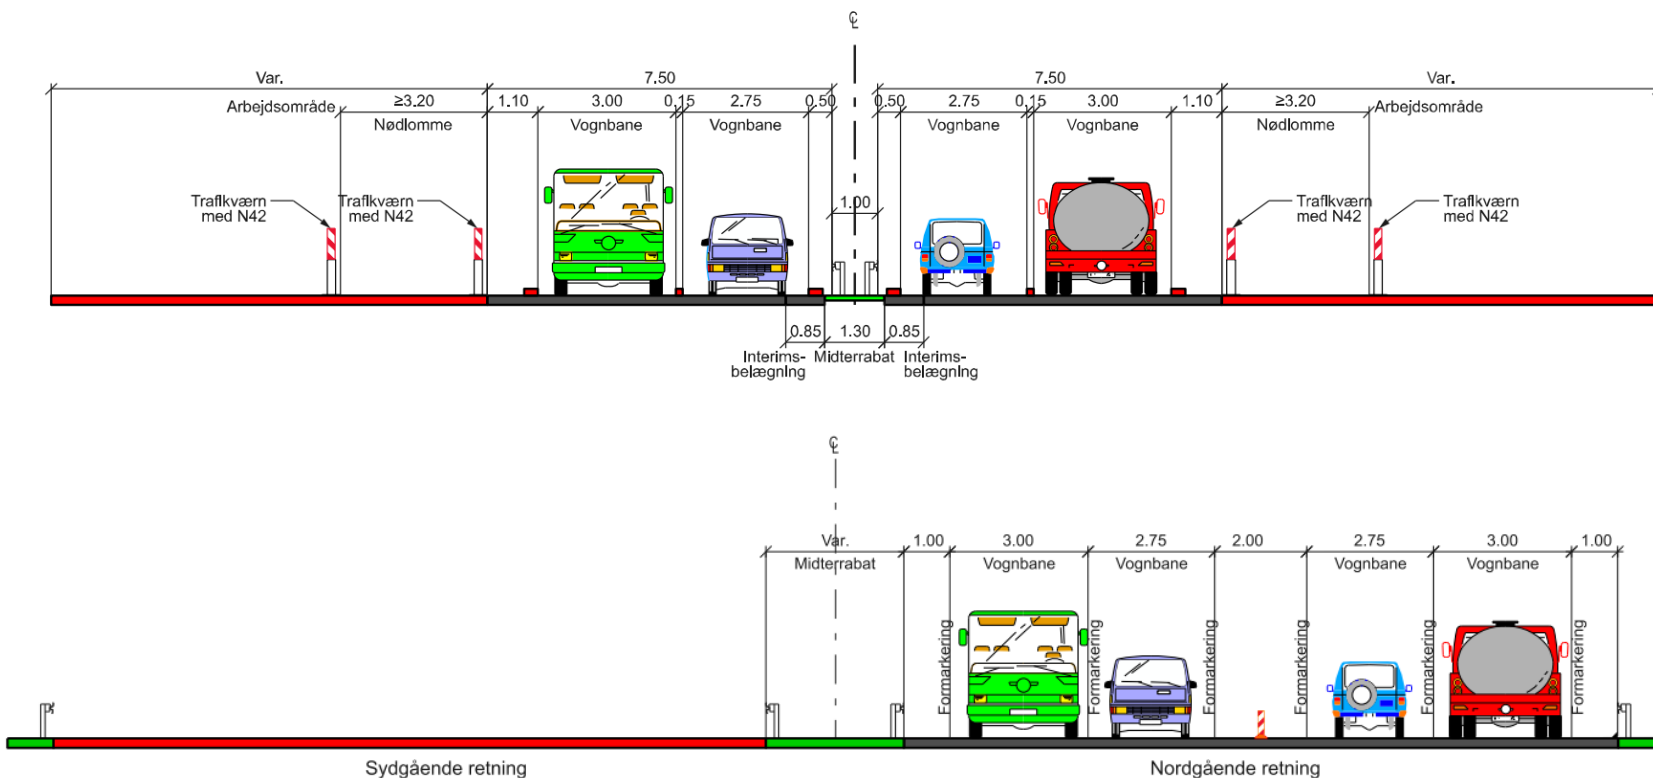 ℄
Var. 7.50 7.50 Var.
Arbejdsområde ≥3.20 1.10 3.00 0.15 2.75 0.50 0.50 2.75 0.15 3.00 1.10 ≥3.20 Arbejdsområde
Nødlomme Vognbane Vognbane Vognbane Vognbane Nødlomme
Trafikværn
med N42
Trafikværn
med N42
1.00
Trafikværn
med N42
Trafikværn
med N42
0.85 1.30 0.85
Interims-
belægning
Midterrabat
Interims-
belægning
℄
Var. 1.00 3.00 2.75 2.00 2.75 3.00 1.00
Midterrabat Vognbane Vognbane Vognbane Vognbane
Formarkering
Formarkering
Formarkering
Formarkering
Formarkering
Formarkering
Sydgående retning Nordgående retning